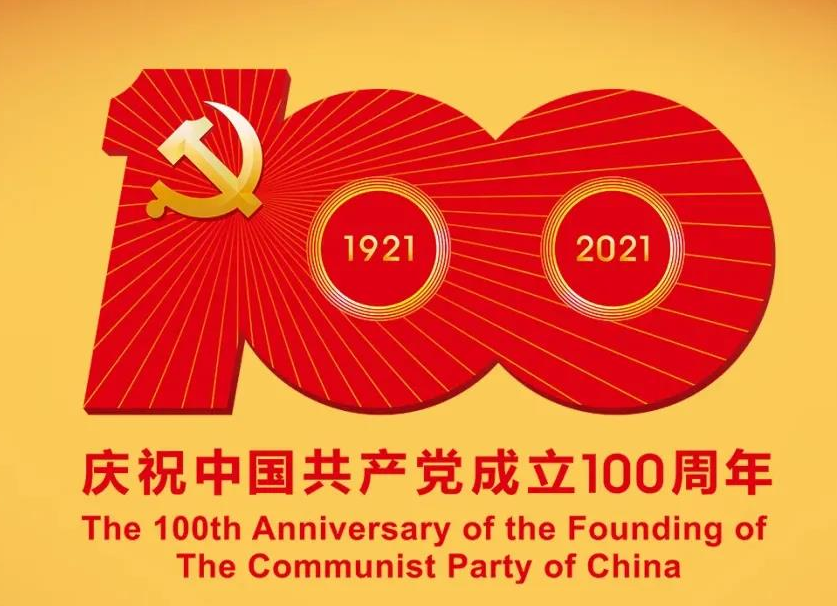 100
1921
2021
庆祝中国共产党成立100周年
The 100th Anniversary of the Founding of
The Communist Party of China